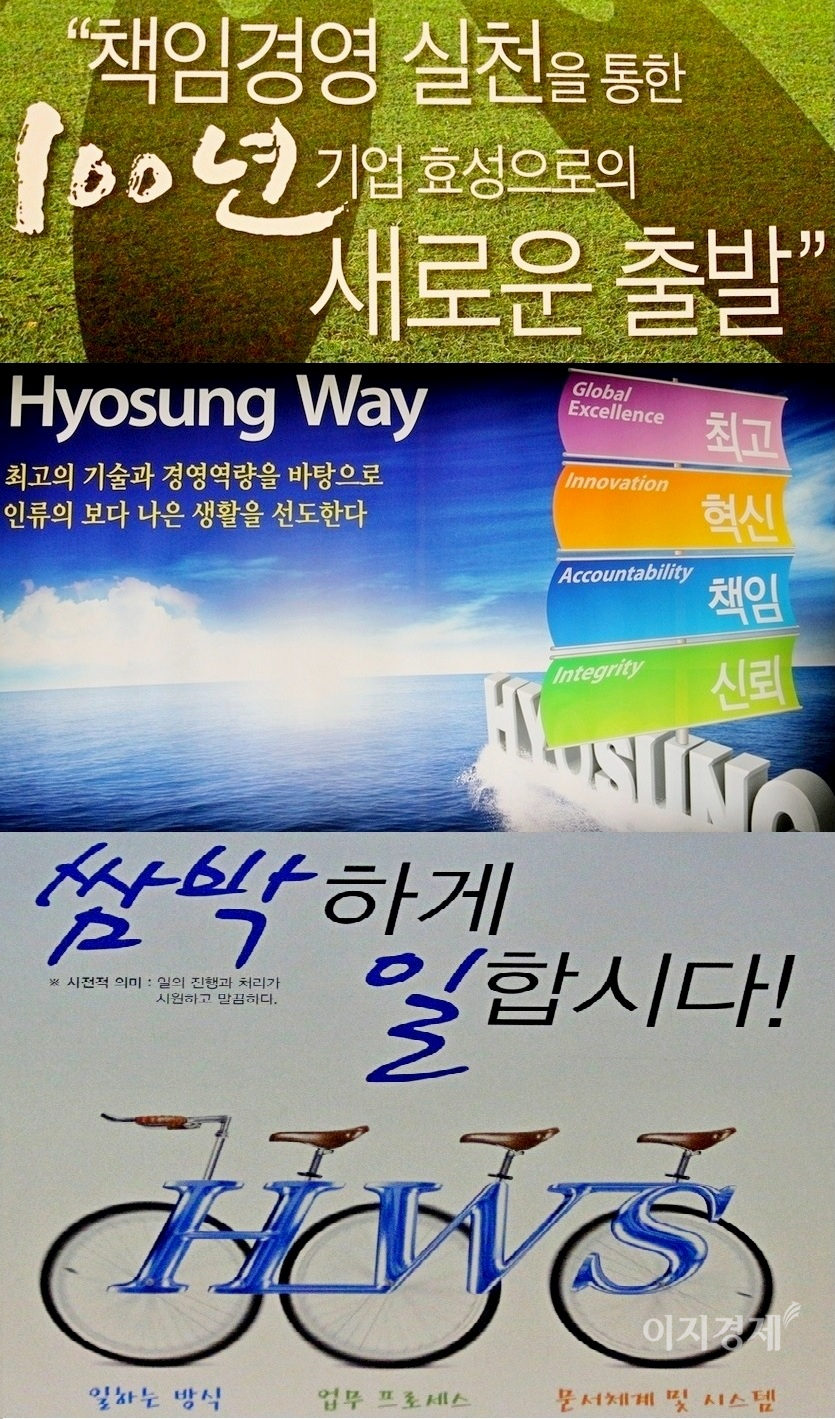 “책임경영 실천을 통한
100년 기업 효성으로의
새로운 출발”
Hyosung Way
최고의 기술과 경영역량을 바탕으로
인류의 보다 나은 생활을 선도한다
Global
Excellence
최고
Innovation
혁신
Accountability
책임
Integrity
신뢰
HYOSUNG
쌈박하게
일합시다!
※ 사전적 의미 : 일의 진행과 처리가
시원하고 말끔하다.
HWS
이지경제
일하는 방식 업무 프로세스 문서체계 및 시스템